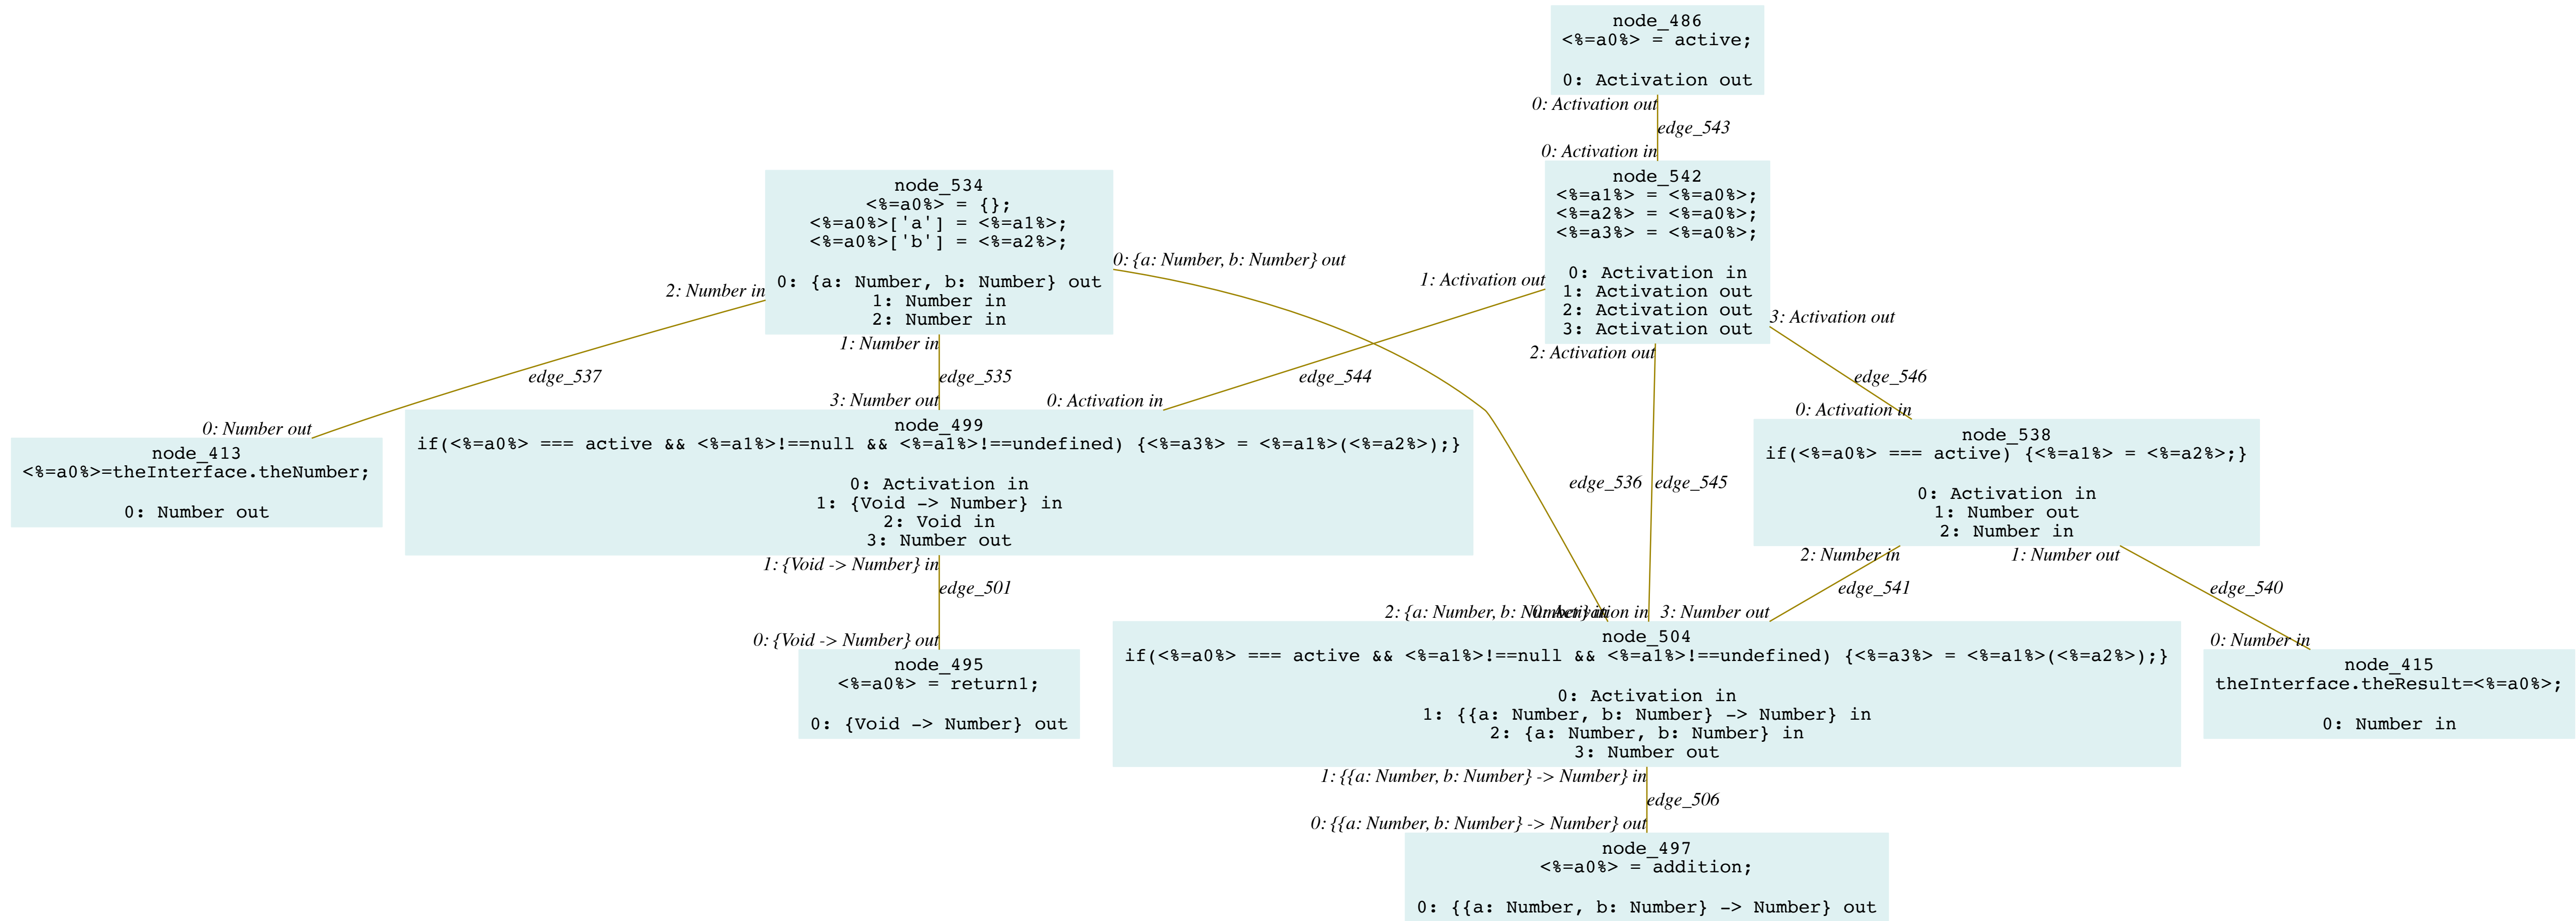 node_486
<%=a0%> = active;
0: Activation out
0: Activation out
edge_543
0: Activation in
node_534
<%=a0%> = {};
<%=a0%>['a'] = <%=a1%>;
<%=a0%>['b'] = <%=a2%>;
0: {a: Number, b: Number} out
1: Number in
2: Number in
node_542
<%=a1%> = <%=a0%>;
<%=a2%> = <%=a0%>;
<%=a3%> = <%=a0%>;
0: Activation in
1: Activation out
2: Activation out
3: Activation out
0: {a: Number, b: Number} out
1: Activation out
2: Number in
3: Activation out
1: Number in
2: Activation out
edge_537
edge_535
edge_544
edge_546
3: Number out
0: Activation in
0: Activation in
0: Number out
node_413
<%=a0%>=theInterface.theNumber;
0: Number out
node_499
if(<%=a0%> === active && <%=a1%>!==null && <%=a1%>!==undefined) {<%=a3%> = <%=a1%>(<%=a2%>);}
0: Activation in
1: {Void -> Number} in
2: Void in
3: Number out
edge_536
edge_545
node_538
if(<%=a0%> === active) {<%=a1%> = <%=a2%>;}
0: Activation in
1: Number out
2: Number in
1: {Void -> Number} in
2: Number in
1: Number out
edge_501
edge_541
edge_540
2: {a: Number, b: Number} in
0: Activation in
3: Number out
0: {Void -> Number} out
0: Number in
node_495
<%=a0%> = return1;
0: {Void -> Number} out
node_504
if(<%=a0%> === active && <%=a1%>!==null && <%=a1%>!==undefined) {<%=a3%> = <%=a1%>(<%=a2%>);}
0: Activation in
1: {{a: Number, b: Number} -> Number} in
2: {a: Number, b: Number} in
3: Number out
node_415
theInterface.theResult=<%=a0%>;
0: Number in
1: {{a: Number, b: Number} -> Number} in
edge_506
0: {{a: Number, b: Number} -> Number} out
node_497
<%=a0%> = addition;
0: {{a: Number, b: Number} -> Number} out